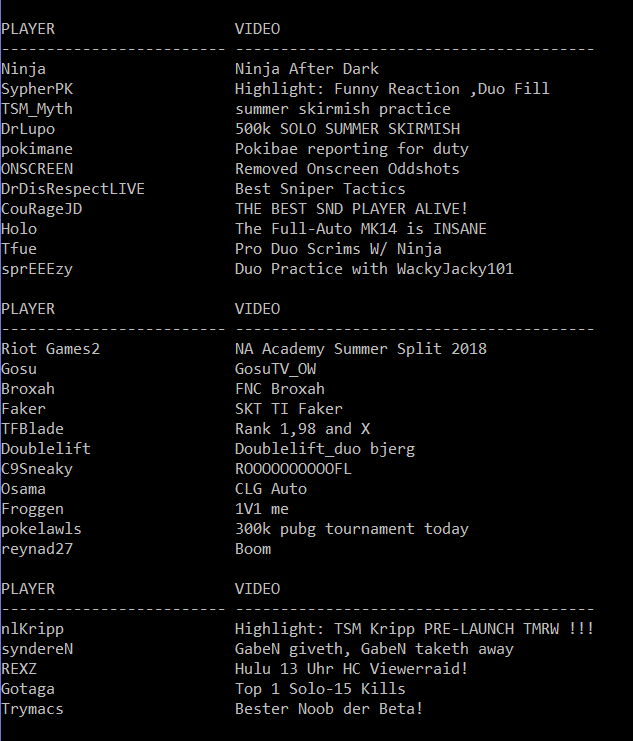 PLAYER VIDEO
------------------------- ----------------------------------------
Ninja Ninja After Dark
SypherPK Highlight: Funny Reaction ,Duo Fill
TSM_Myth summer skirmish practice
DrLupo 500k SOLO SUMMER SKIRMISH
pokimane Pokibae reporting for duty
ONSCREEN Removed Onscreen Oddshots
DrDisRespectLIVE Best Sniper Tactics
CouRageJD THE BEST SND PLAYER ALIVE!
Holo The Full-Auto MK14 is INSANE
Tfue Pro Duo Scrims W/ Ninja
sprEEEzy Duo Practice with WackyJacky101
PLAYER VIDEO
------------------------- ----------------------------------------
Riot Games2 NA Academy Summer Split 2018
Gosu GosuTV_OW
Broxah FNC Broxah
Faker SKT TI Faker
TFBlade Rank 1,98 and X
Doublelift Doublelift_duo bjerg
C9Sneaky ROOOOOOOOOOFL
Osama CLG Auto
Froggen 1V1 me
pokelawls 300k pubg tournament today
reynad27 Boom
PLAYER VIDEO
------------------------- ----------------------------------------
nlKripp Highlight: TSM Kripp PRE-LAUNCH TMRW !!!
syndereN GabeN giveth, GabeN taketh away
REXZ Hulu 13 Uhr HC Viewerraid!
Gotaga Top 1 Solo-15 Kills
Trymacs Bester Noob der Beta!